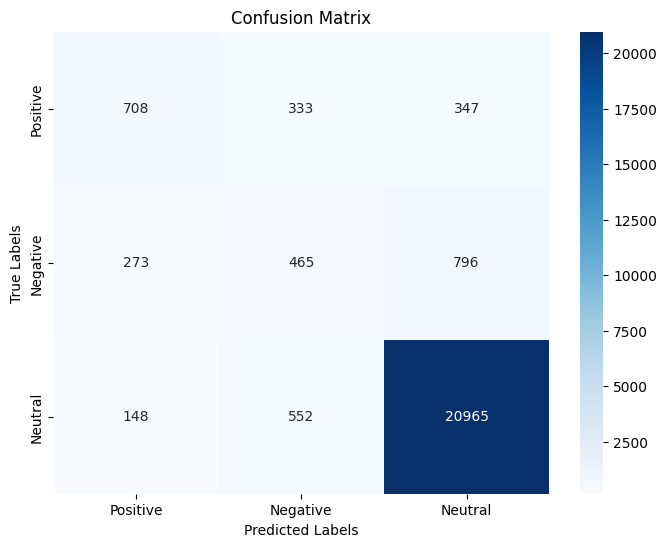 Confusion Matrix
True Labels
Positive
708 333 347
Negative
273 465 796
Neutral
148 552 20965
Positive Negative Neutral
Predicted Labels
20000
17500
15000
12500
10000
7500
5000
2500